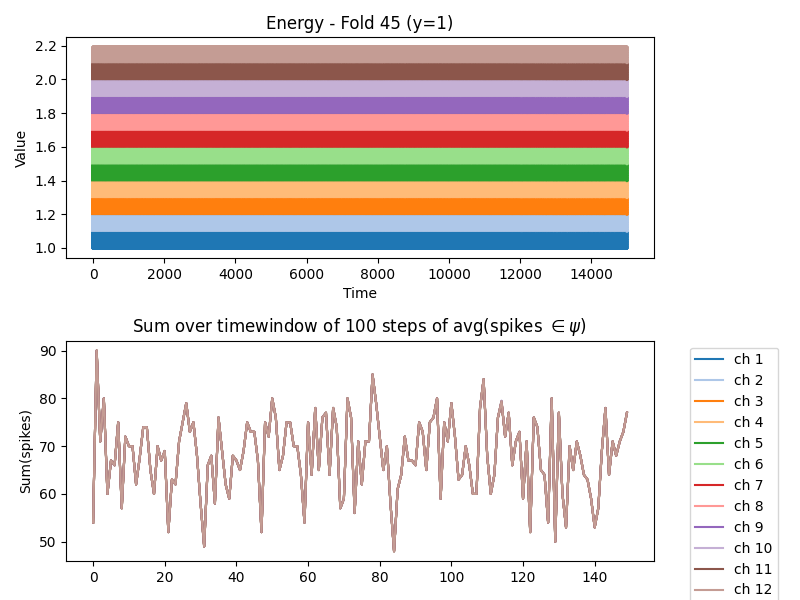 Energy - Fold 45 (y=1)
Value
2.2
2.0
1.8
1.6
1.4
1.2
1.0
0 2000 4000 6000 8000 10000 12000 14000
Time
Sum over timewindow of 100 steps of avg(spikes ∈ ψ)
Sum(spikes)
90
80
70
60
50
0 20 40 60 80 100 120 140
ch 1
ch 2
ch 3
ch 4
ch 5
ch 6
ch 7
ch 8
ch 9
ch 10
ch 11
ch 12